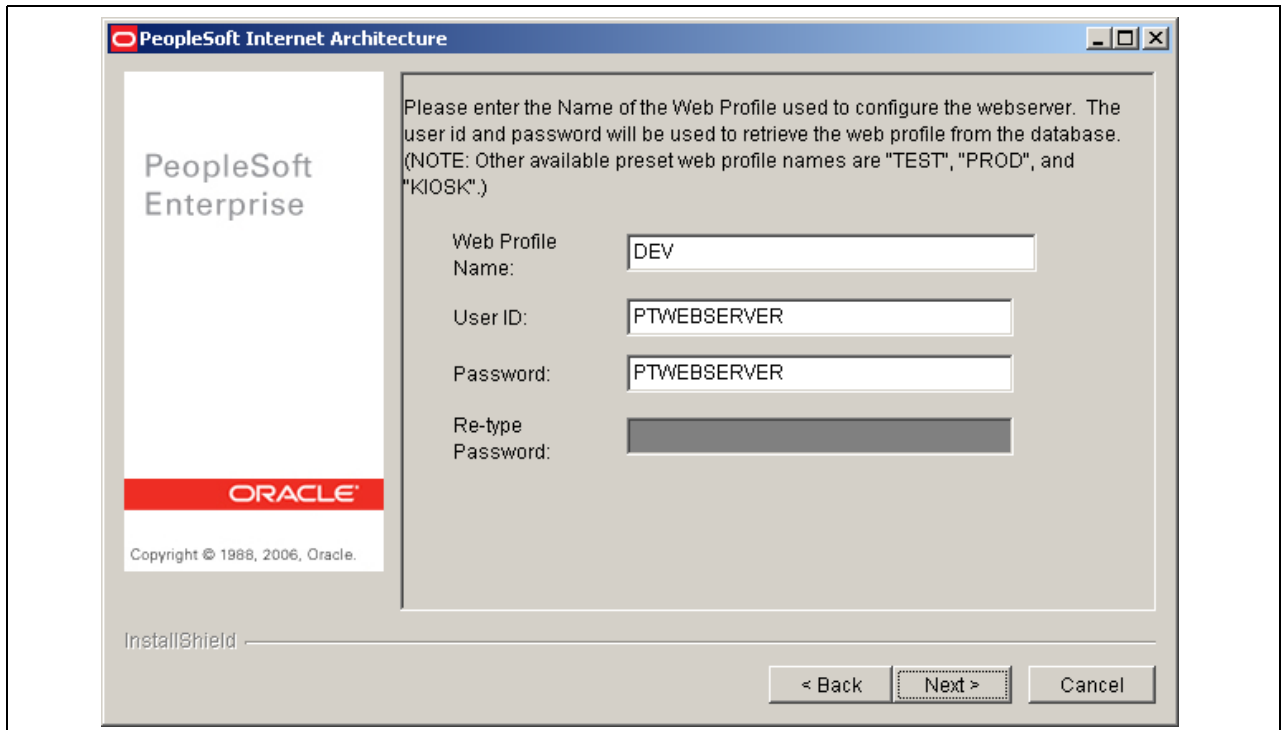 PeopleSoft Internet Architecture
PeopleSoft
Enterprise
ORACLE
Copyright © 1988, 2006, Oracle.
Please enter the Name of the Web Profile used to configure the webserver. The
user id and password will be used to retrieve the web profile from the database.
(NOTE: Other available preset web profile names are "TEST", "PROD", and
"KIOSK".)
Web Profile
Name:
DEV
User ID:
PTWEBSERVER
Password:
PTWEBSERVER
Re-type
Password:
InstallShield
< Back
Next >
Cancel